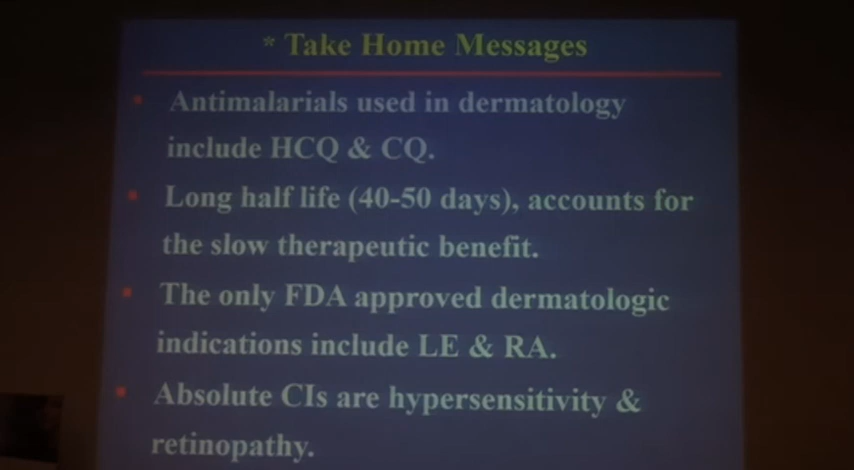 * Take Home Messages
• Antimalarials used in dermatology
include HCQ & CQ.
• Long half life (40-50 days), accounts for
the slow therapeutic benefit.
• The only FDA approved dermatologic
indications include LE & RA.
• Absolute CIs are hypersensitivity &
retinopathy.